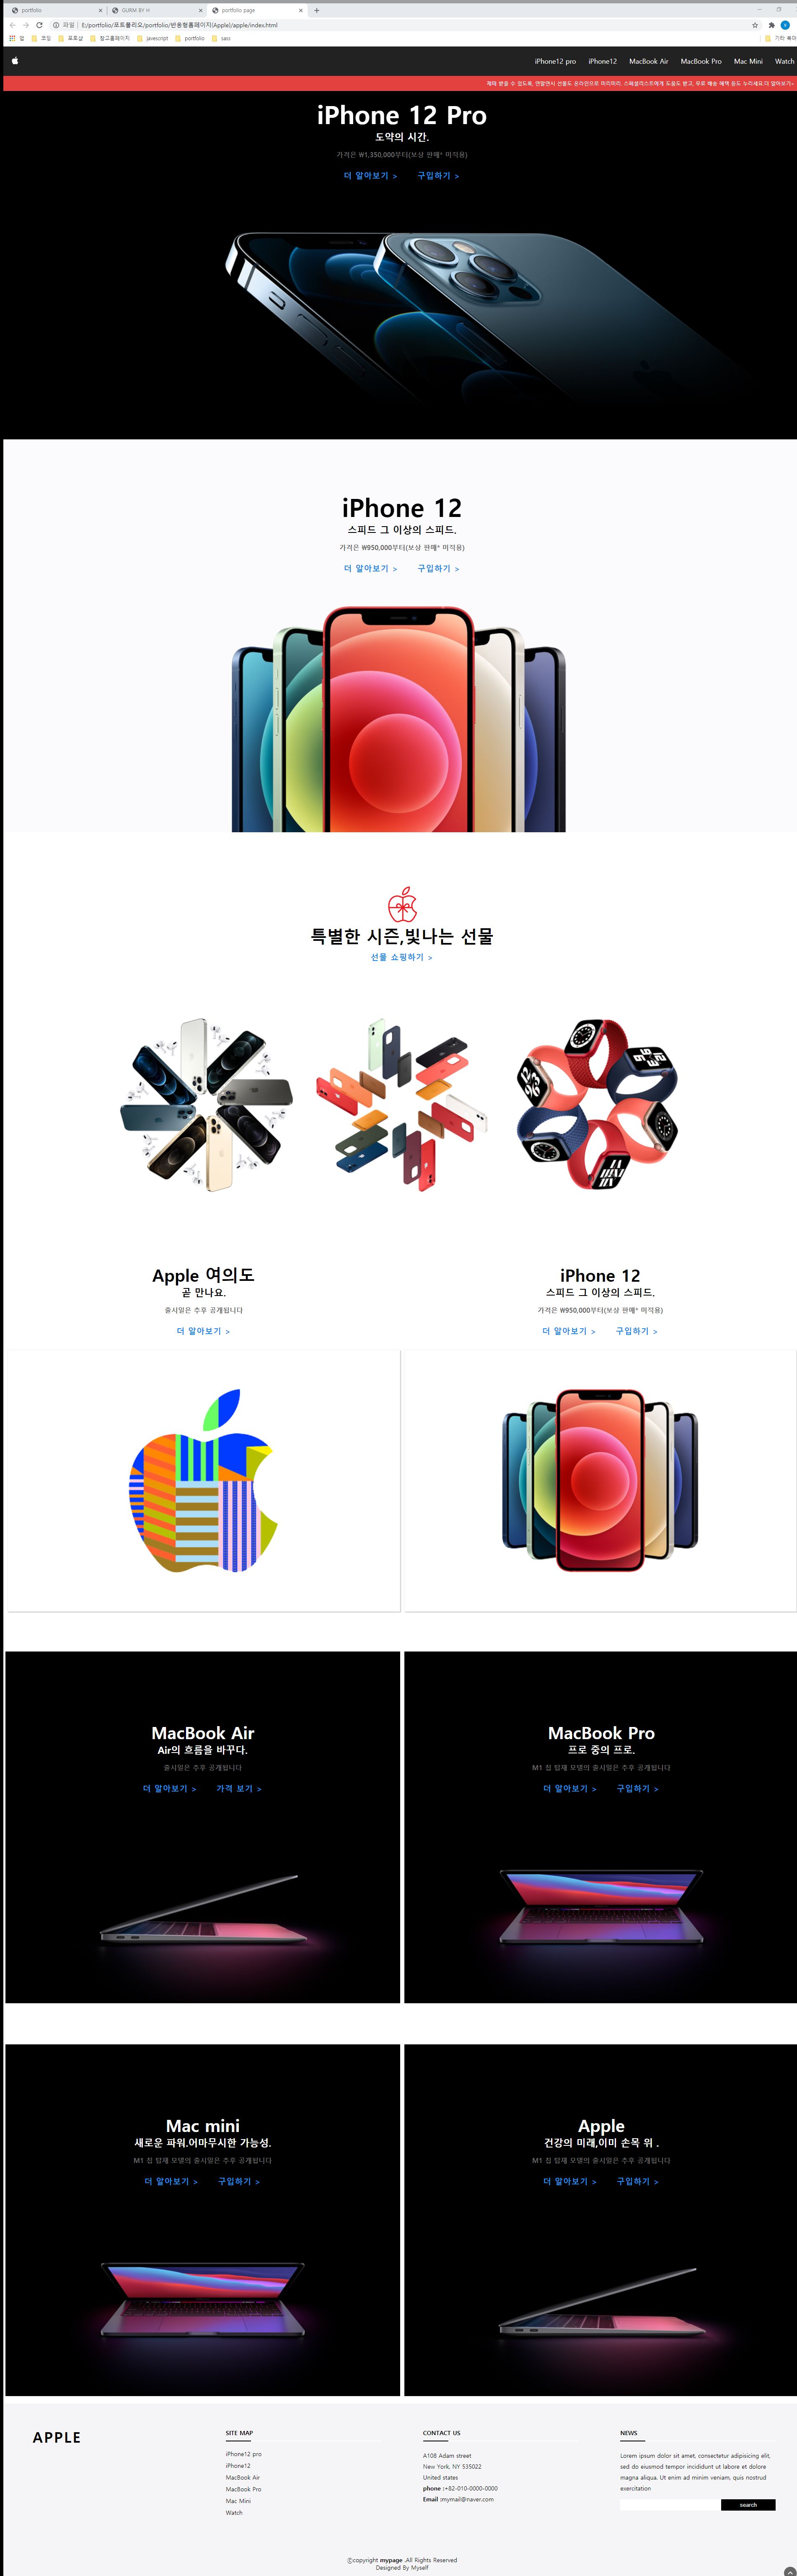 portfolio
GURM BY H
portfolio page
파일 | E:/portfolio/포트폴리오/portfolio/반응형홈페이지(Apple)/apple/index.html
앱 코딩 포토샵 참고홈페이지 javescript portfolio sass
iPhone12 pro iPhone12 MacBook Air MacBook Pro Mac Mini Watch
제때 받을 수 있도록, 연말연시 선물도 온라인으로 미리미리. 스페셜리스트에게 도움도 받고, 무료 배송 혜택 등도 누리세요.더 알아보기>
iPhone 12 Pro
도약의 시간.
가격은 ₩1,350,000부터(보상 판매* 미적용)
더 알아보기 > 구입하기 >
iPhone 12
스피드 그 이상의 스피드.
가격은 ₩950,000부터(보상 판매* 미적용)
더 알아보기 > 구입하기 >
특별한 시즌,빛나는 선물
선물 쇼핑하기 >
Apple 여의도
곧 만나요.
출시일은 추후 공개됩니다
더 알아보기 >
iPhone 12
스피드 그 이상의 스피드.
가격은 ₩950,000부터(보상 판매* 미적용)
더 알아보기 > 구입하기 >
MacBook Air
Air의 흐름을 바꾸다.
출시일은 추후 공개됩니다
더 알아보기 > 가격 보기 >
MacBook Pro
프로 중의 프로.
M1 칩 탑재 모델의 출시일은 추후 공개됩니다
더 알아보기 > 구입하기 >
Mac mini
새로운 파워.어마무시한 가능성.
M1 칩 탑재 모델의 출시일은 추후 공개됩니다
더 알아보기 > 구입하기 >
Apple
건강의 미래,이미 손목 위 .
M1 칩 탑재 모델의 출시일은 추후 공개됩니다
더 알아보기 > 구입하기 >
APPLE
SITE MAP
iPhone12 pro
iPhone12
MacBook Air
MacBook Pro
Mac Mini
Watch
CONTACT US
A108 Adam street
New York, NY 535022
United states
phone :+82-010-0000-0000
Email :mymail@naver.com
NEWS
Lorem ipsum dolor sit amet, consectetur adipisicing elit,
sed do eiusmod tempor incididunt ut labore et dolore
magna aliqua. Ut enim ad minim veniam, quis nostrud
exercitation
search
©copyright mypage .All Rights Reserved
Designed By Myself